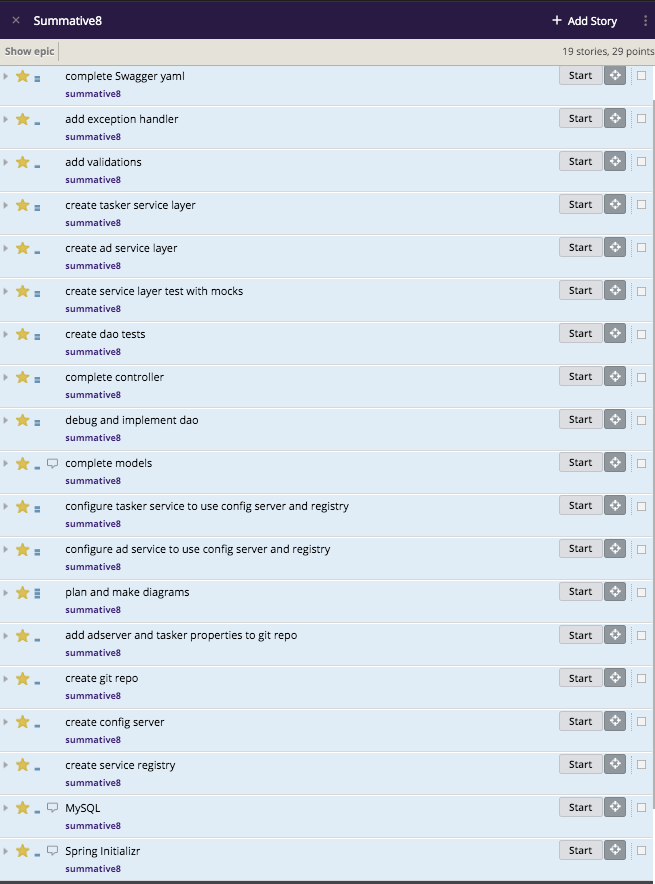 × Summative8 + Add Story
Show epic 19 stories, 29 points
complete Swagger yaml Start
summative8
add exception handler Start
summative8
add validations Start
summative8
create tasker service layer Start
summative8
create ad service layer Start
summative8
create service layer test with mocks Start
summative8
create dao tests Start
summative8
complete controller Start
summative8
debug and implement dao Start
summative8
complete models Start
summative8
configure tasker service to use config server and registry Start
summative8
configure ad service to use config server and registry Start
summative8
plan and make diagrams Start
summative8
add adserver and tasker properties to git repo Start
summative8
create git repo Start
summative8
create config server Start
summative8
create service registry Start
summative8
MySQL Start
summative8
Spring Initializr Start
summative8